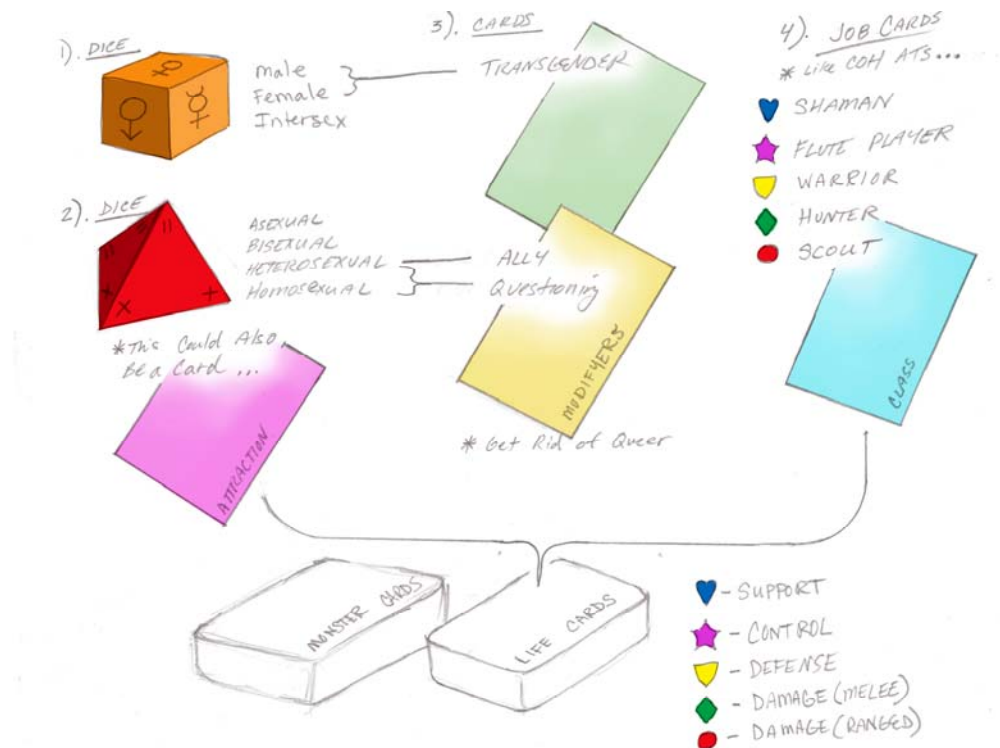 1). DICE
male
Female
Intersex
2). DICE
ASEXUAL
BISEXUAL
HETEROSEXUAL
HOMOSEXUAL
*This Could Also
Be a Card ...
ATTRACTION
3). CARDS
TRANSGENDER
ALLY
Questioning
MODIFYERS
* Get Rid of Queer
4). JOB CARDS
* Like COH ATS...
SHAMAN
FLUTE PLAYER
WARRIOR
HUNTER
SCOUT
CLASS
MONSTER CARDS
LIFE CARDS
- SUPPORT
- CONTROL
- DEFENSE
- DAMAGE (MELEE)
- DAMAGE (RANGED)